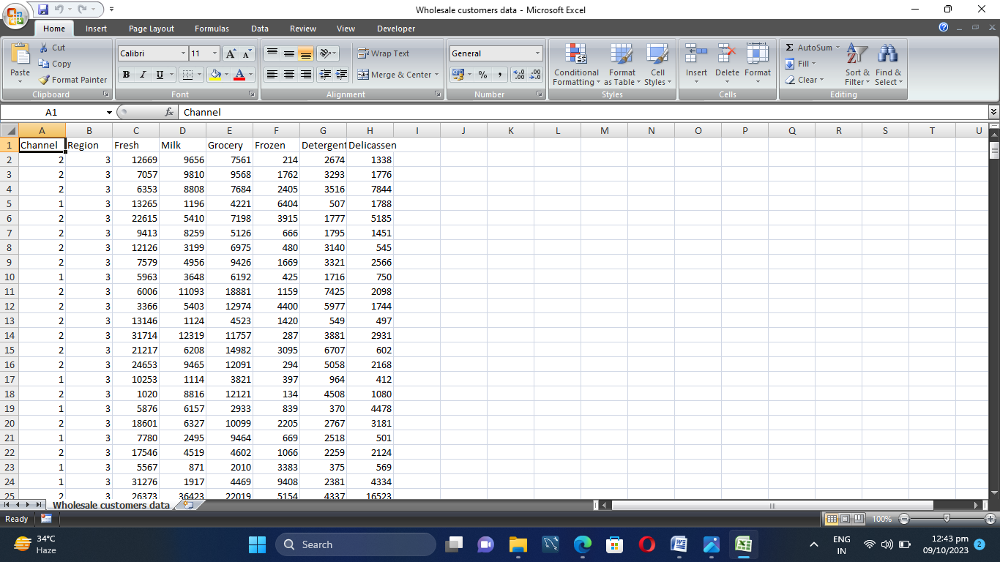 Wholesale customers data - Microsoft Excel
Home Insert Page Layout Formulas Data Review View Developer
Paste Cut Copy Format Painter Clipboard
Calibri 11 B I U Font
Wrap Text Merge & Center Alignment
General % , Number
Conditional Formatting Format as Table Cell Styles Styles
Insert Delete Format Cells
Σ AutoSum Fill Clear Sort & Filter Find & Select Editing
A1 fx Channel
A B C D E F G H I J K L M N O P Q R S T U
1 Channel Region Fresh Milk Grocery Frozen Detergent Delicassen
2 2 3 12669 9656 7561 214 2674 1338
3 2 3 7057 9810 9568 1762 3293 1776
4 2 3 6353 8808 7684 2405 3516 7844
5 1 3 13265 1196 4221 6404 507 1788
6 2 3 22615 5410 7198 3915 1777 5185
7 2 3 9413 8259 5126 666 1795 1451
8 2 3 12126 3199 6975 480 3140 545
9 2 3 7579 4956 9426 1669 3321 2566
10 1 3 5963 3648 6192 425 1716 750
11 2 3 6006 11093 18881 1159 7425 2098
12 2 3 3366 5403 12974 4400 5977 1744
13 2 3 13146 1124 4523 1420 549 497
14 2 3 31714 12319 11757 287 3881 2931
15 2 3 21217 6208 14982 3095 6707 602
16 2 3 24653 9465 12091 294 5058 2168
17 1 3 10253 1114 3821 397 964 412
18 2 3 1020 8816 12121 134 4508 1080
19 1 3 5876 6157 2933 839 370 4478
20 2 3 18601 6327 10099 2205 2767 3181
21 1 3 7780 2495 9464 669 2518 501
22 2 3 17546 4519 4602 1066 2259 2124
23 1 3 5567 871 2010 3383 375 569
24 1 3 31276 1917 4469 9408 2381 4334
25 2 3 26373 36423 22019 5154 4337 16523
Wholesale customers data
Ready 100%
34°C
Haze
Search
ENG
IN
12:43 pm
09/10/2023
2